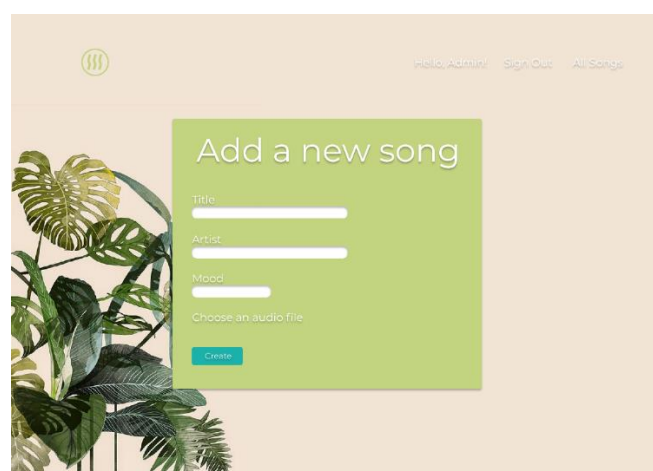 Hello, Admin! Sign Out All Songs
Add a new song
Title
Artist
Mood
Choose an audio file
Create